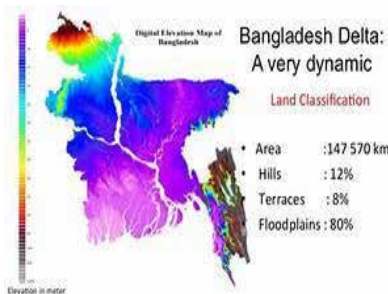 Digital Elevation Map of
Bangladesh
Bangladesh Delta:
A very dynamic
Land Classification
• Area :147 570 km
• Hills : 12%
Terraces : 8%
Floodplains : 80%
Elevation in meter